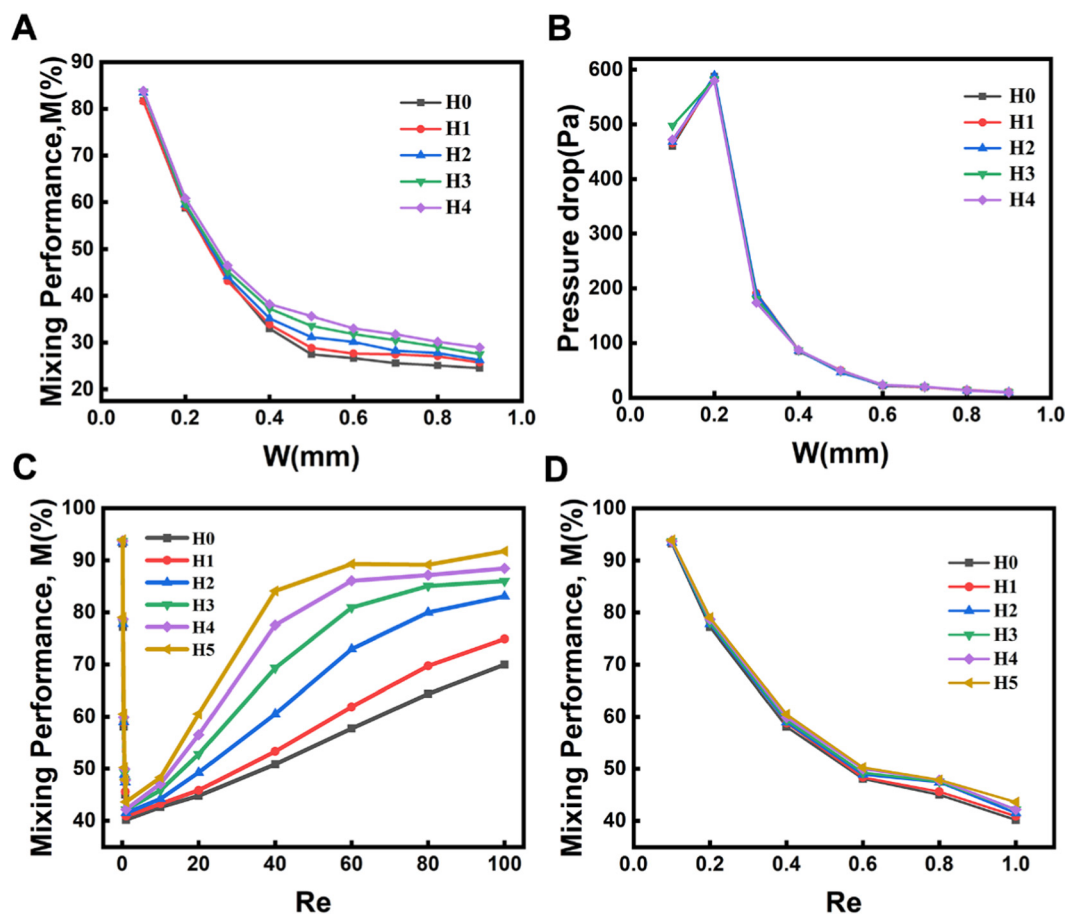 A
Mixing Performance,M(%)
90
80
70
60
50
40
30
20
0.0 0.2 0.4 0.6 0.8 1.0
W(mm)
H0
H1
H2
H3
H4
B
Pressure drop(Pa)
600
500
400
300
200
100
0
0.0 0.2 0.4 0.6 0.8 1.0
W(mm)
H0
H1
H2
H3
H4
C
Mixing Performance, M(%)
100
90
80
70
60
50
40
0 20 40 60 80 100
Re
H0
H1
H2
H3
H4
H5
D
Mixing Performance, M(%)
100
90
80
70
60
50
40
0.0 0.2 0.4 0.6 0.8 1.0
Re
H0
H1
H2
H3
H4
H5